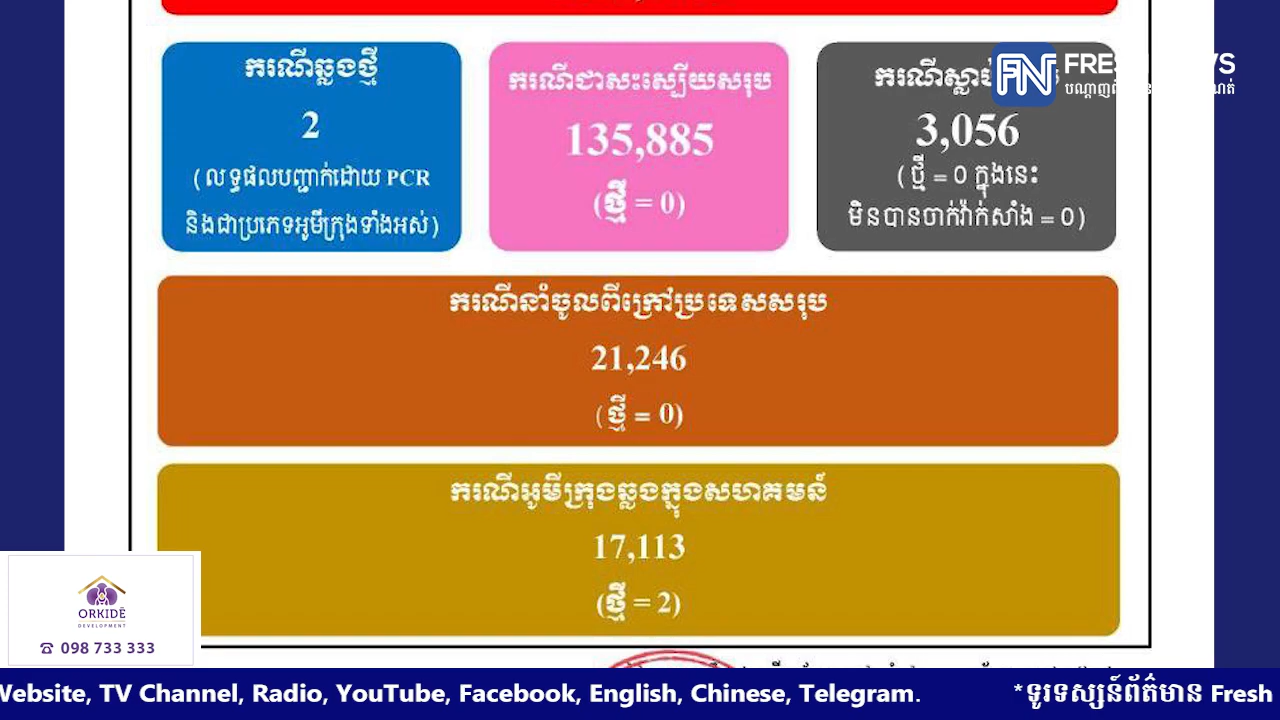 ករណីឆ្លងថ្មី
2
(លទ្ធផលបញ្ជាក់ដោយ PCR
និងជាប្រភេទអូមីក្រុងទាំងអស់)
ករណីជាសះស្បើយសរុប
135,885
(ថ្មី = 0)
ករណីស្លាប់
3,056
(ថ្មី = 0 ក្នុងនេះ
មិនបានចាក់វ៉ាក់សាំង = 0)
FN
ករណីនាំចូលពីក្រៅប្រទេសសរុប
21,246
(ថ្មី = 0)
ករណីអូមីក្រុងឆ្លងក្នុងសហគមន៍
17,113
(ថ្មី = 2)
ORKIDĒ
DEVELOPMENT
☎ 098 733 333
Website, TV Channel, Radio, YouTube, Facebook, English, Chinese, Telegram. *ទូរទស្សន៍ព័ត៌មាន Fresh